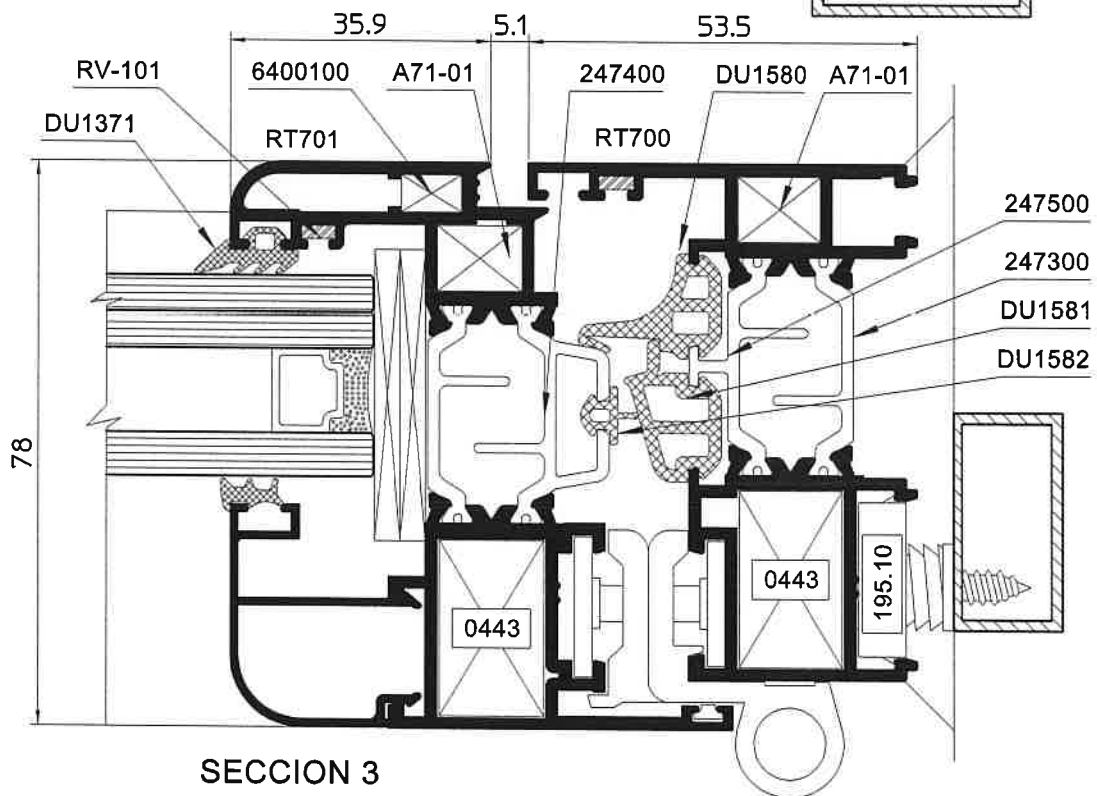 35.9 5.1 53.5
RV-101 6400100 A71-01 247400 DU1580 A71-01
DU1371 RT701 RT700
247500
247300
DU1581
DU1582
78
0443 0443 195.10
SECCION 3